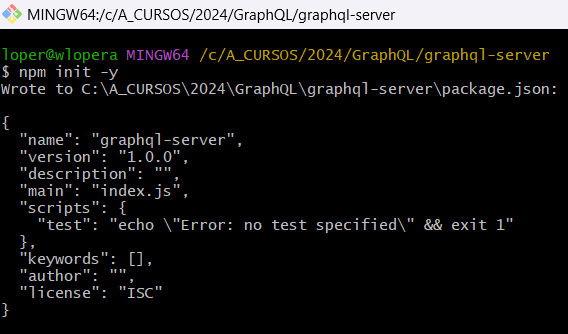 MINGW64:/c/A_CURSOS/2024/GraphQL/graphql-server
loper@wlopera MINGW64 /c/A_CURSOS/2024/GraphQL/graphql-server
$ npm init -y
Wrote to C:\A_CURSOS\2024\GraphQL\graphql-server\package.json:
{
  "name": "graphql-server",
  "version": "1.0.0",
  "description": "",
  "main": "index.js",
  "scripts": {
    "test": "echo \"Error: no test specified\" && exit 1"
  },
  "keywords": [],
  "author": "",
  "license": "ISC"
}